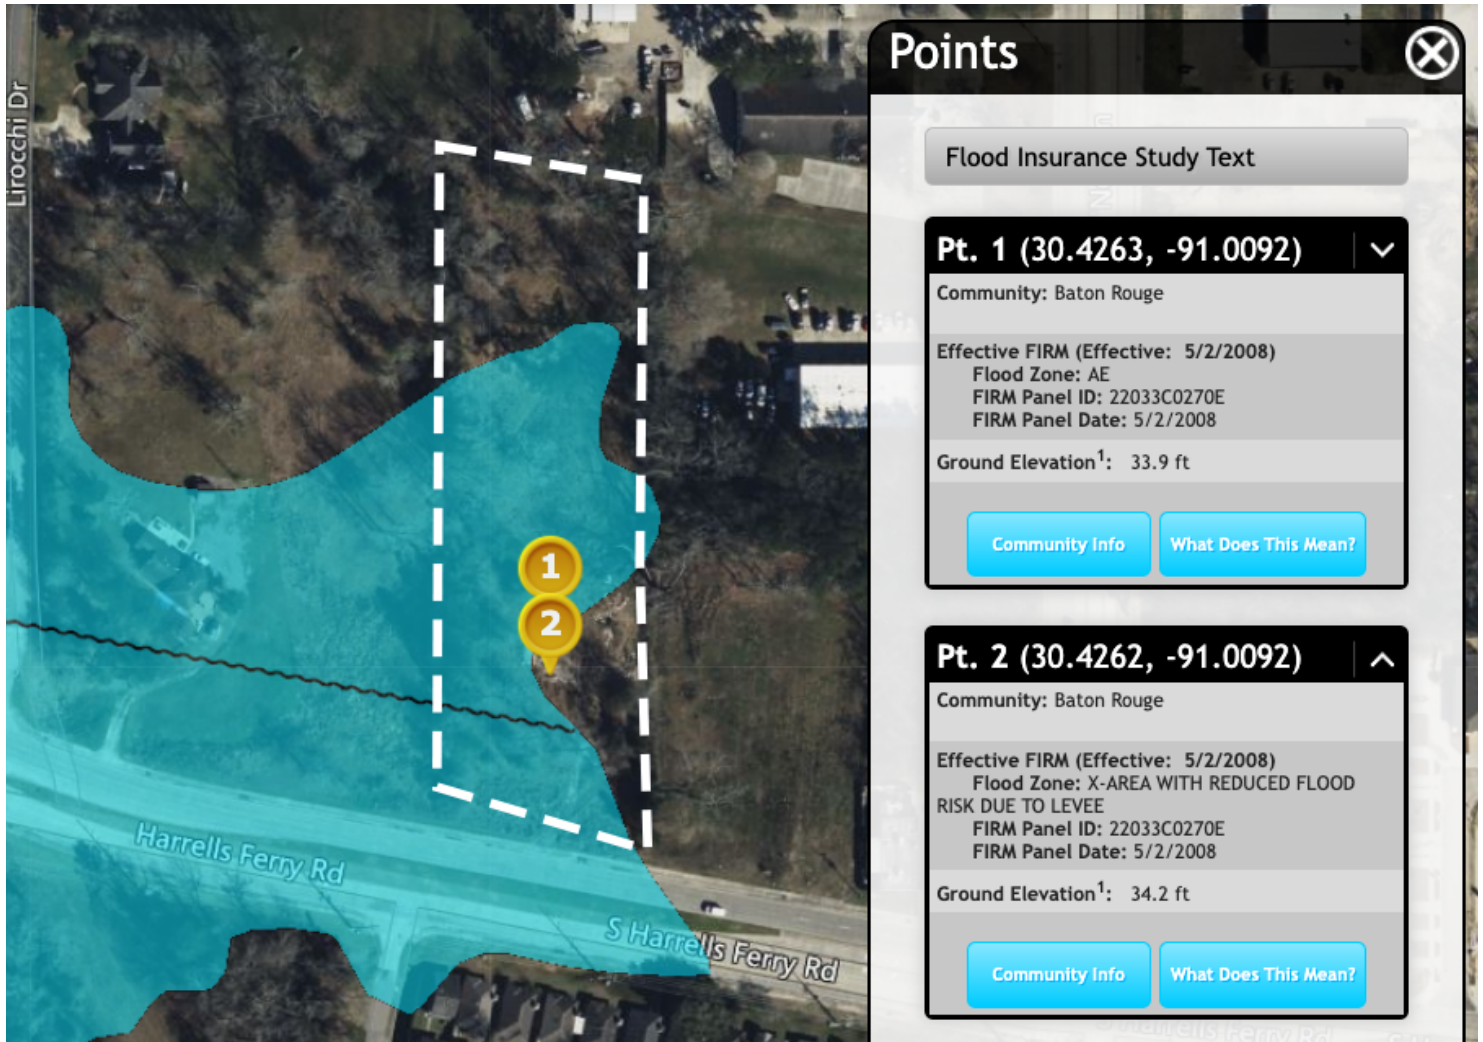 Lirocchi Dr
1
2
Harrells Ferry Rd
S Harrells Ferry Rd
Points
Flood Insurance Study Text
Pt. 1 (30.4263, -91.0092)
Community: Baton Rouge
Effective FIRM (Effective: 5/2/2008)
Flood Zone: AE
FIRM Panel ID: 22033C0270E
FIRM Panel Date: 5/2/2008
Ground Elevation¹: 33.9 ft
Community Info
What Does This Mean?
Pt. 2 (30.4262, -91.0092)
Community: Baton Rouge
Effective FIRM (Effective: 5/2/2008)
Flood Zone: X-AREA WITH REDUCED FLOOD
RISK DUE TO LEVEE
FIRM Panel ID: 22033C0270E
FIRM Panel Date: 5/2/2008
Ground Elevation¹: 34.2 ft
Community Info
What Does This Mean?
S Harrells Ferry Rd